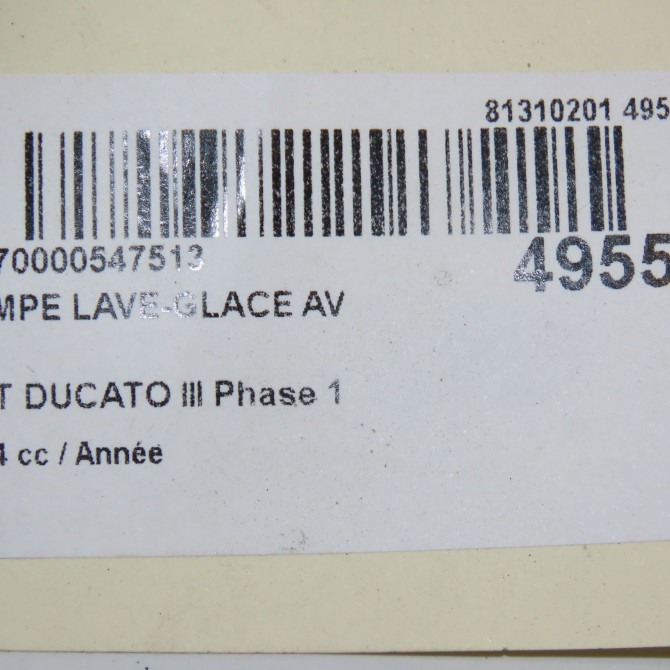 81310201 495
70000547513
4955
MPE LAVE-GLACE AV
T DUCATO III Phase 1
4 cc / Année